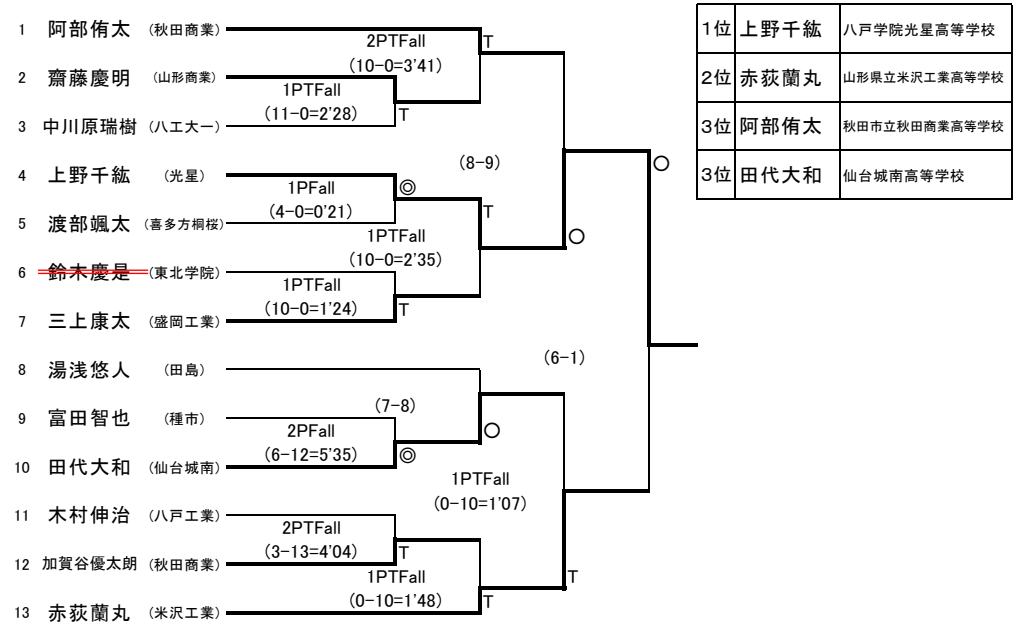 1 阿部侑太 (秋田商業)
2PTFall T
(10-0=3'41)
2 齋藤慶明 (山形商業)
1PTFall
(11-0=2'28) T
3 中川原瑞樹 (八工大一)
(8-9) ○
4 上野千紘 (光星)
1PFall ◎
(4-0=0'21) T
5 渡部颯太 (喜多方桐桜)
1PTFall ○
(10-0=2'35)
6 鈴木慶是 (東北学院)
1PTFall
(10-0=1'24) T
7 三上康太 (盛岡工業)
(6-1)
8 湯浅悠人 (田島)
(7-8)
9 富田智也 (種市)
2PFall ○
(6-12=5'35) ◎
10 田代大和 (仙台城南)
1PTFall
(0-10=1'07)
11 木村伸治 (八戸工業)
2PTFall
(3-13=4'04) T
12 加賀谷優太朗 (秋田商業)
1PTFall T
(0-10=1'48) T
13 赤荻蘭丸 (米沢工業)
1位 上野千紘 八戸学院光星高等学校
2位 赤荻蘭丸 山形県立米沢工業高等学校
3位 阿部侑太 秋田市立秋田商業高等学校
3位 田代大和 仙台城南高等学校